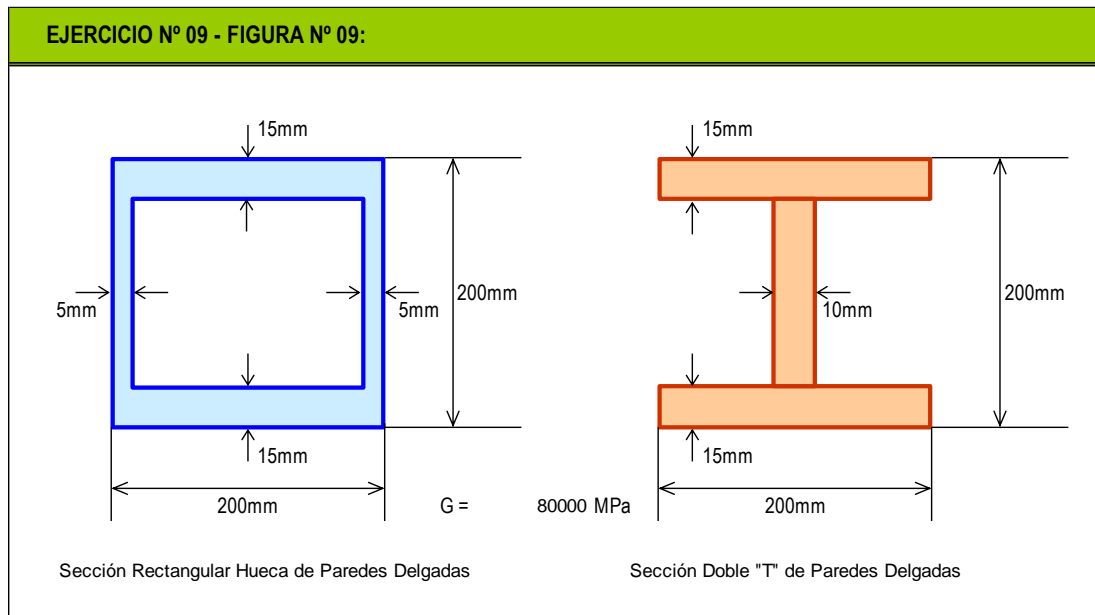 EJERCICIO Nº 09 - FIGURA Nº 09:
15mm
15mm
5mm
5mm
200mm
10mm
200mm
15mm
15mm
200mm
G = 80000 MPa
200mm
Sección Rectangular Hueca de Paredes Delgadas
Sección Doble "T" de Paredes Delgadas